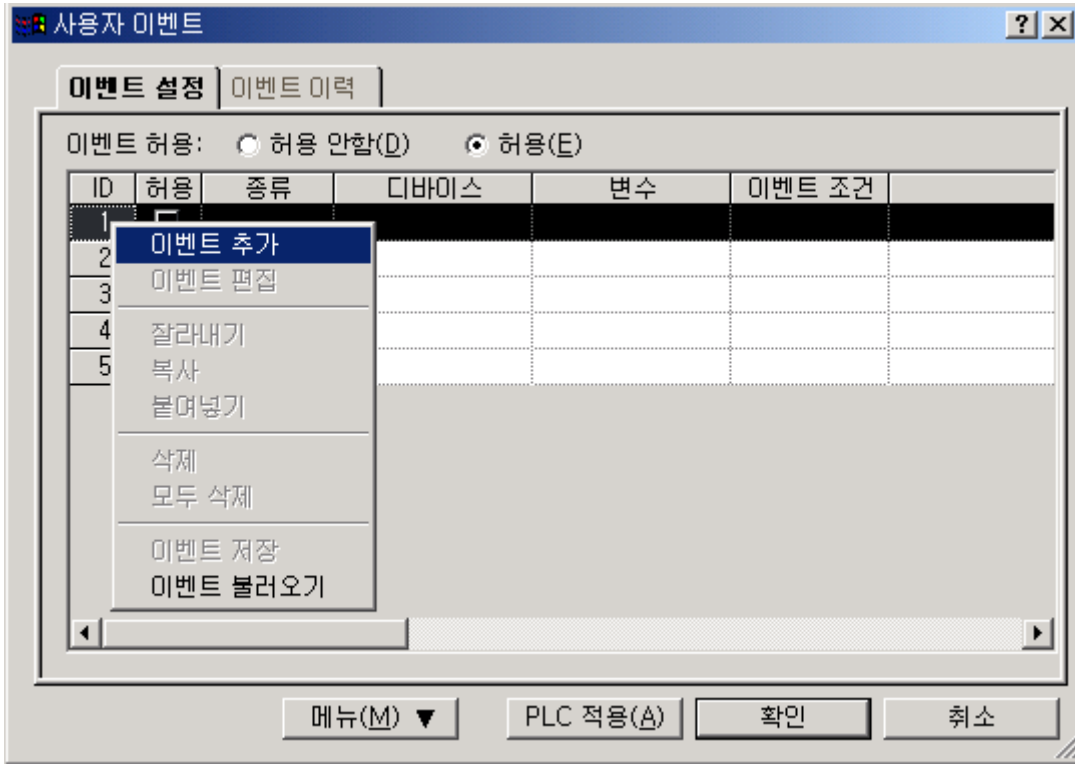 사용자 이벤트
이벤트 설정 이벤트 이력
이벤트 허용: 허용 안함(D) 허용(E)
ID 허용 종류 디바이스 변수 이벤트 조건
1
이벤트 추가
2
이벤트 편집
3
4
잘라내기
5
복사
붙여넣기
삭제
모두 삭제
이벤트 저장
이벤트 불러오기
메뉴(M) ▼ PLC 적용(A) 확인 취소